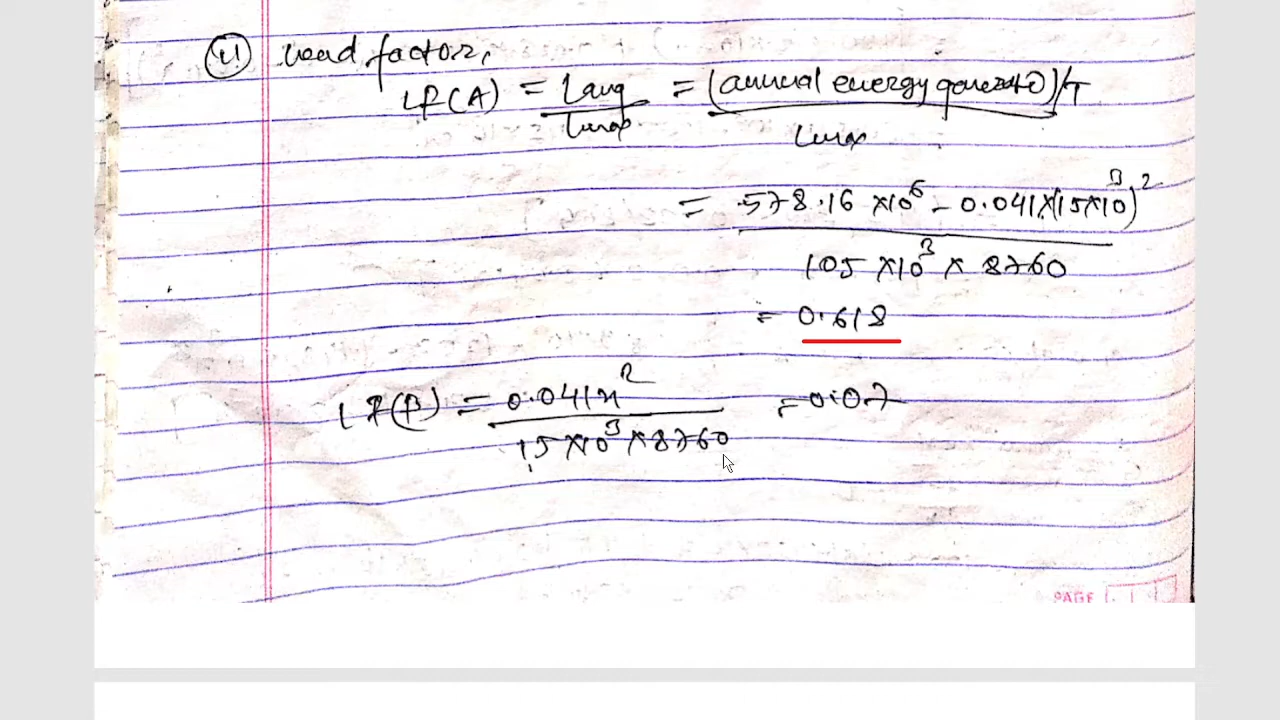 vi) Load factor,
LF(A) = Lavg / Lmax = (annual energy generated)/T / Lmax
= 578.16 ×10^6 - 0.041×(15×10^3)^2 / 105 ×10^3 × 8760
= 0.618
LF(B) = 0.041x^2 / 15×10^3 ×8760 = 0.07
PAGE